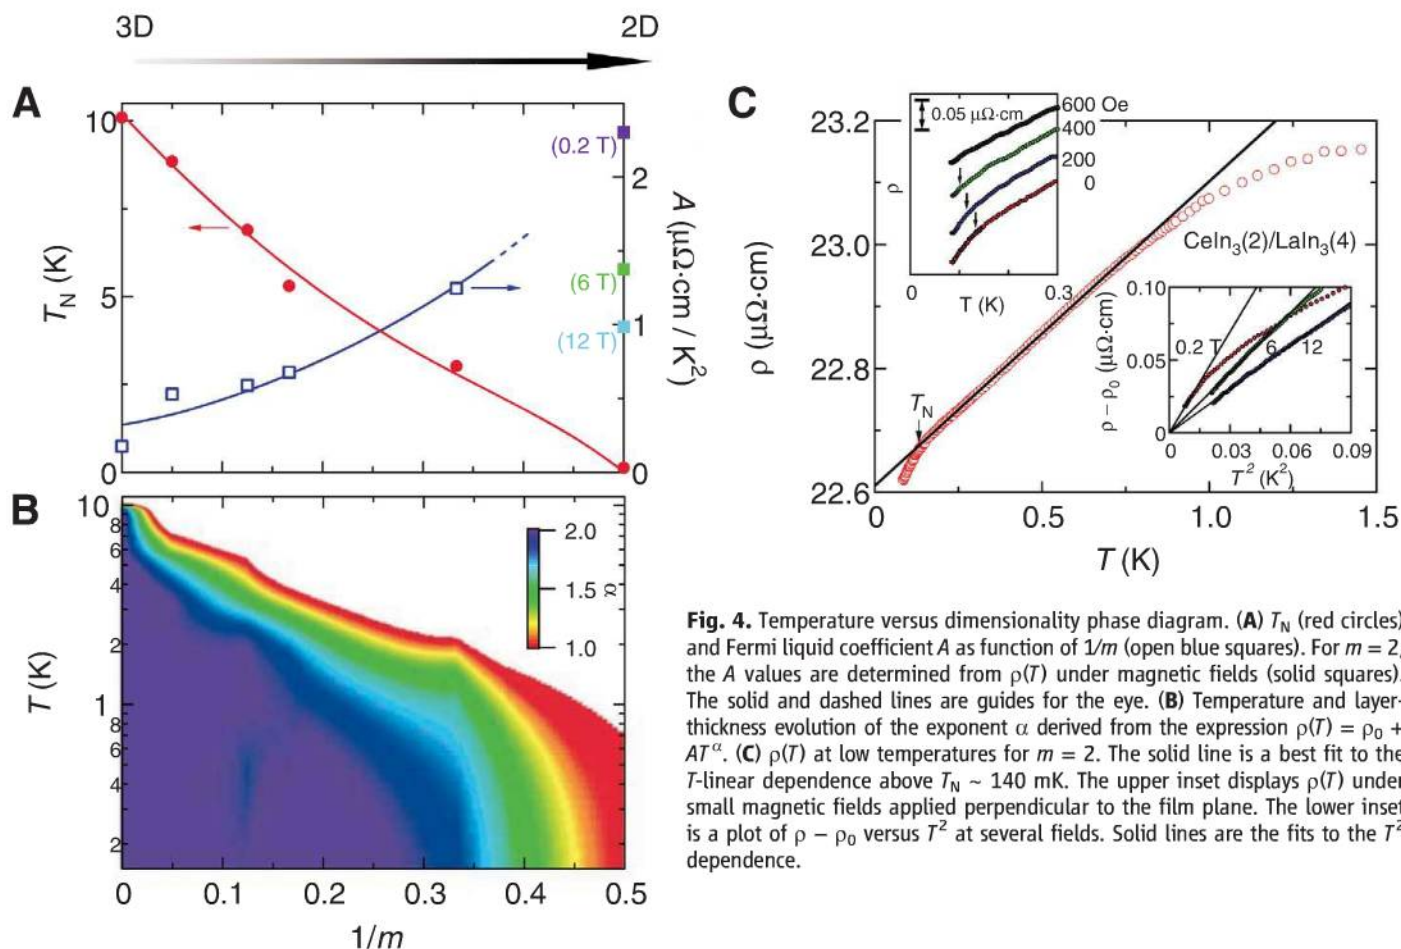 3D 2D
A
10
5
0
T_N (K)
(0.2 T)
(6 T)
(12 T)
2
1
0
A (μΩ·cm / K²)
B
10
8
6
4
2
1
8
6
4
2
T (K)
2.0
1.5
1.0
α
0 0.1 0.2 0.3 0.4 0.5
1/m
C
23.2
23.0
22.8
22.6
ρ (μΩ·cm)
0.05 μΩ·cm
600 Oe
400
200
0
ρ
0 0.3
T (K)
CeIn₃(2)/LaIn₃(4)
T_N
0.10
0.05
0
ρ − ρ₀ (μΩ·cm)
0.2 T 6 12
0 0.03 0.06 0.09
T² (K²)
0 0.5 1.0 1.5
T (K)
Fig. 4. Temperature versus dimensionality phase diagram. (A) T_N (red circles)
and Fermi liquid coefficient A as function of 1/m (open blue squares). For m = 2,
the A values are determined from ρ(T) under magnetic fields (solid squares).
The solid and dashed lines are guides for the eye. (B) Temperature and layer-
thickness evolution of the exponent α derived from the expression ρ(T) = ρ₀ +
AT^α. (C) ρ(T) at low temperatures for m = 2. The solid line is a best fit to the
T-linear dependence above T_N ~ 140 mK. The upper inset displays ρ(T) under
small magnetic fields applied perpendicular to the film plane. The lower inset
is a plot of ρ − ρ₀ versus T² at several fields. Solid lines are the fits to the T²
dependence.